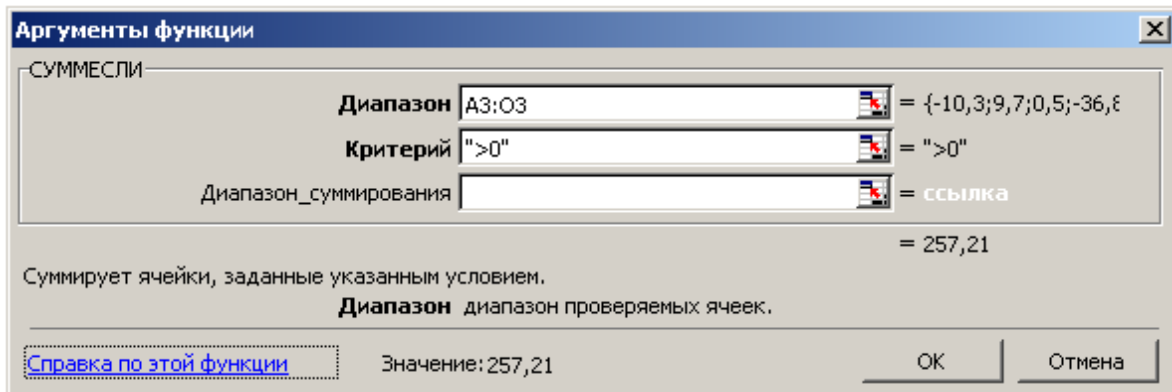 Аргументы функции
СУММЕСЛИ
Диапазон A3:O3 = {-10,3;9,7;0,5;-36,8
Критерий ">0" = ">0"
Диапазон_суммирования = ссылка
= 257,21
Суммирует ячейки, заданные указанным условием.
Диапазон диапазон проверяемых ячеек.
Справка по этой функции Значение:257,21 ОК Отмена